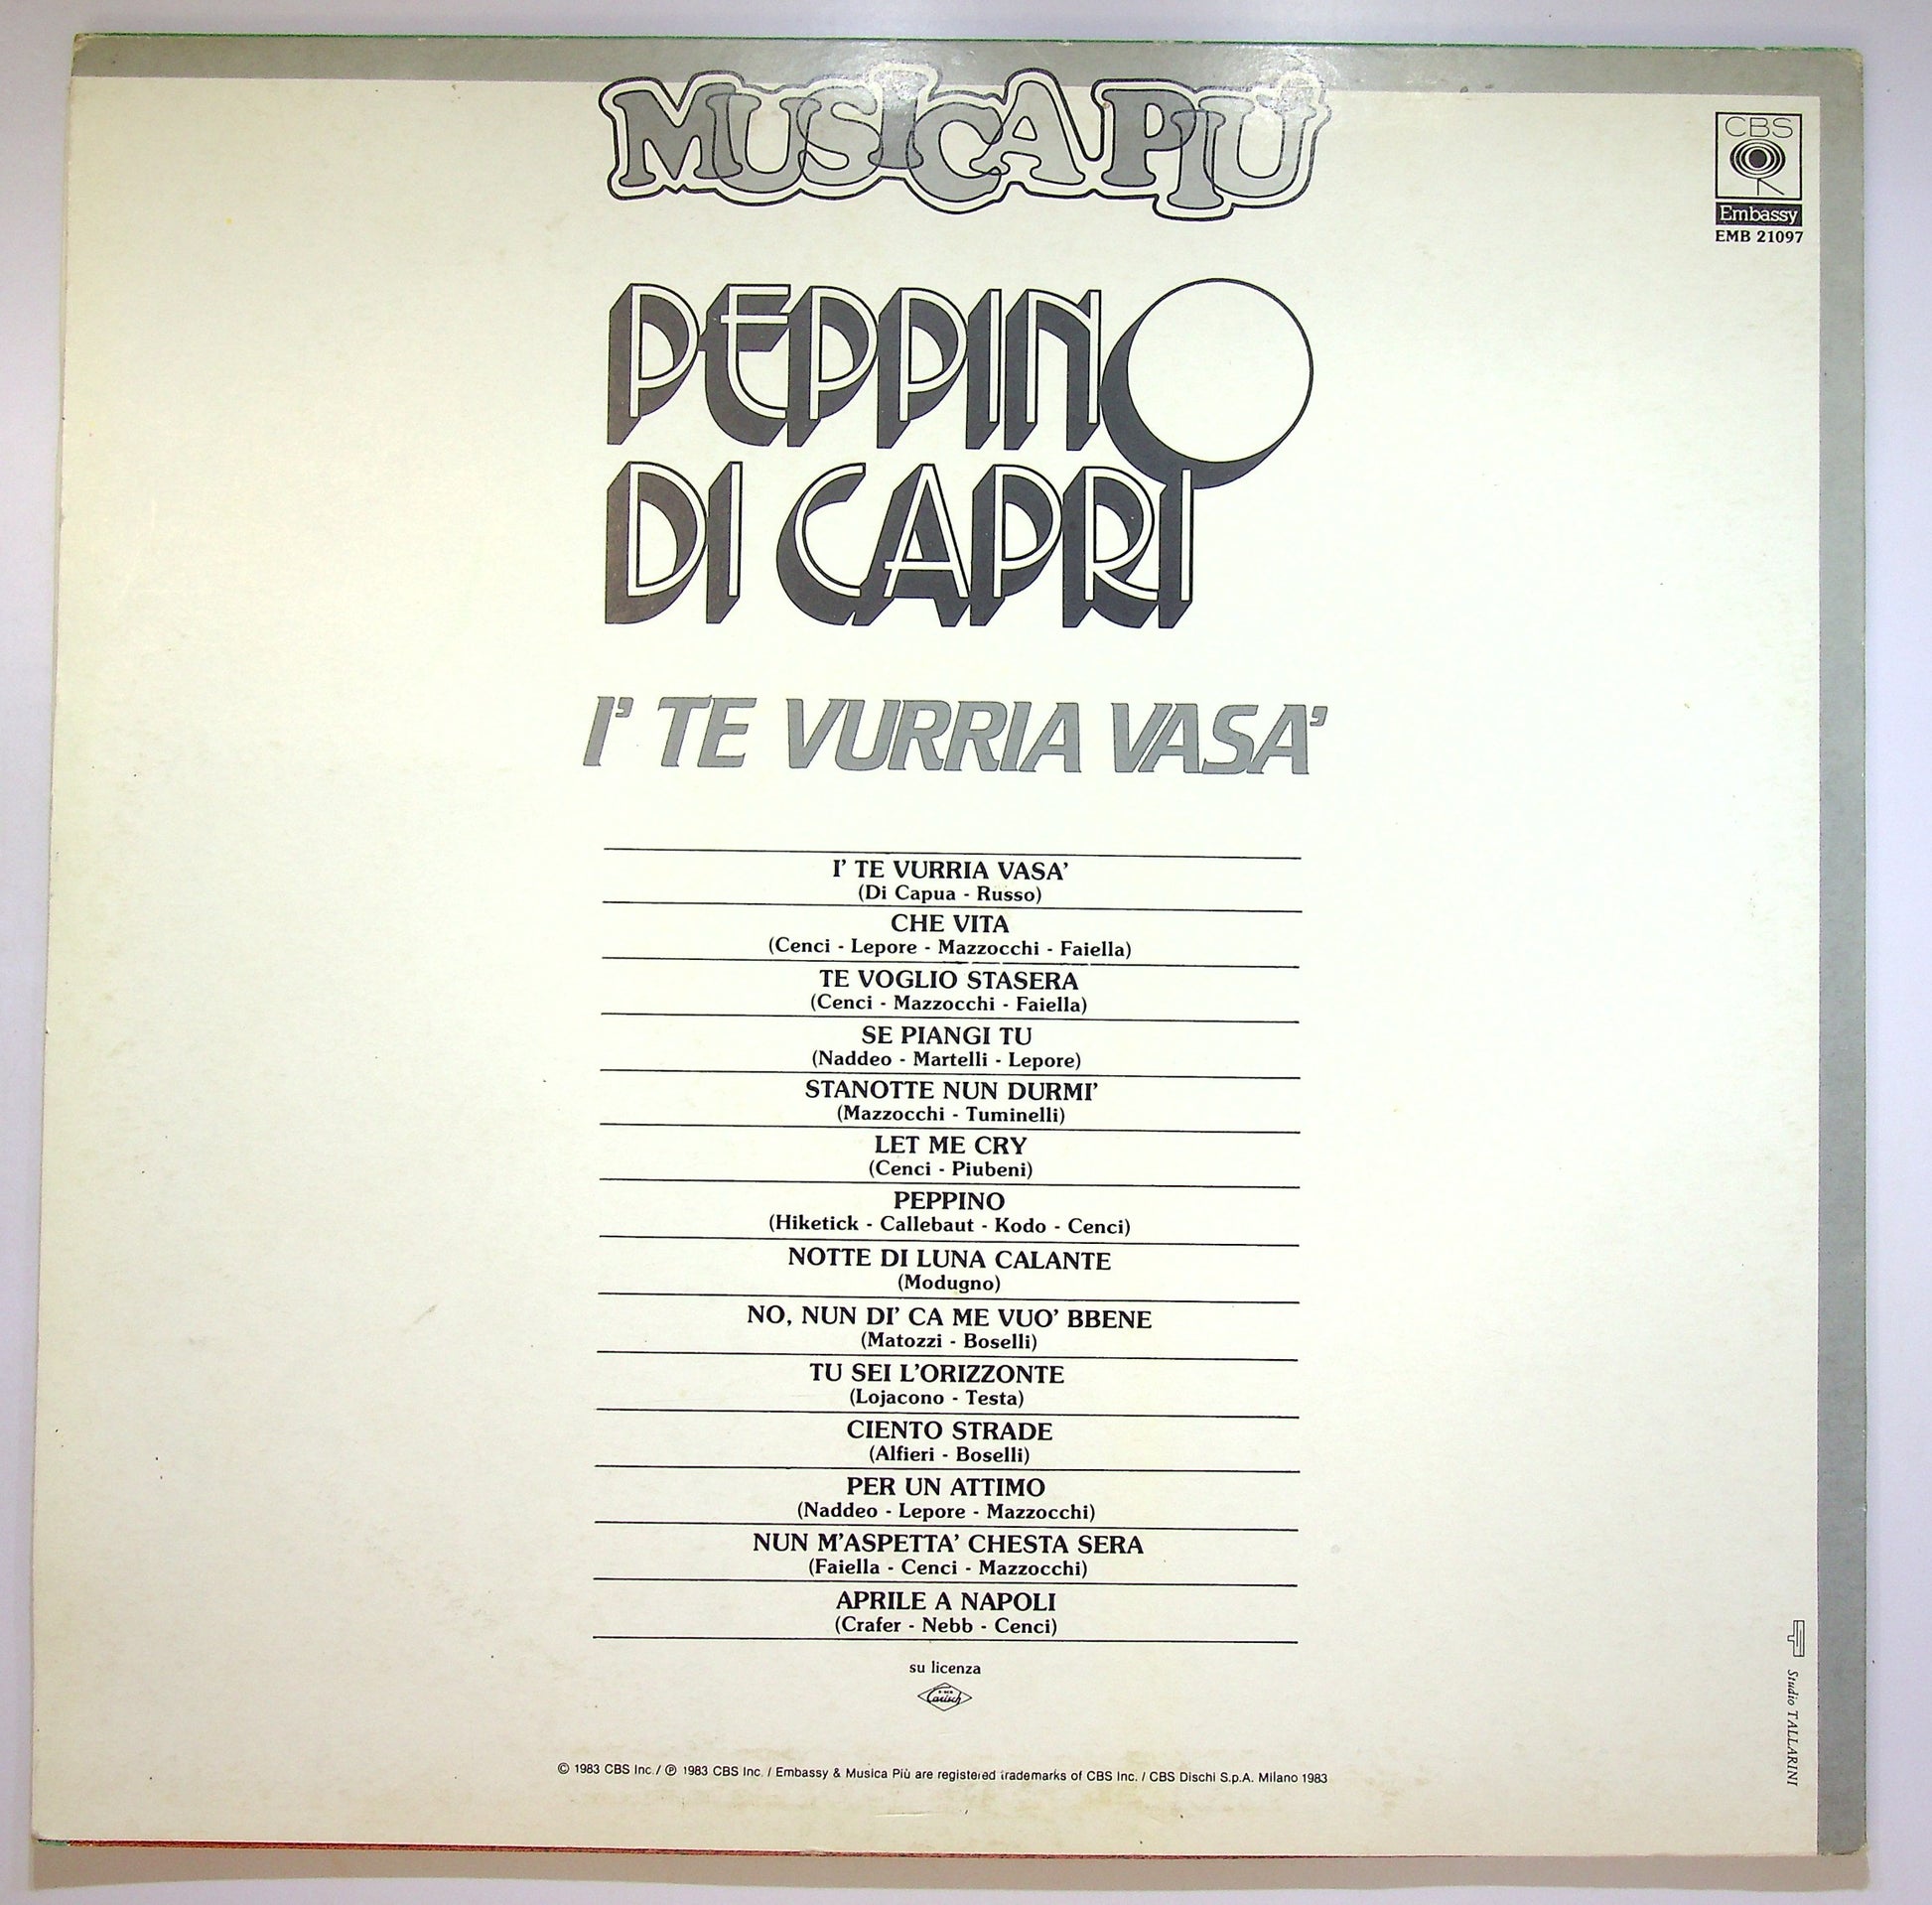 MUSICA PIÙ
CBS
Embassy
EMB 21097
PEPPINO
DI CAPRI
I' TE VURRIA VASA'
I' TE VURRIA VASA'
(Di Capua - Russo)
CHE VITA
(Cenci - Lepore - Mazzocchi - Faiella)
TE VOGLIO STASERA
(Cenci - Mazzocchi - Faiella)
SE PIANGI TU
(Naddeo - Martelli - Lepore)
STANOTTE NUN DURMI'
(Mazzocchi - Tuminelli)
LET ME CRY
(Cenci - Piubeni)
PEPPINO
(Hiketick - Callebaut - Kodo - Cenci)
NOTTE DI LUNA CALANTE
(Modugno)
NO, NUN DI' CA ME VUO' BBENE
(Matozzi - Boselli)
TU SEI L'ORIZZONTE
(Lojacono - Testa)
CIENTO STRADE
(Alfieri - Boselli)
PER UN ATTIMO
(Naddeo - Lepore - Mazzocchi)
NUN M'ASPETTA' CHESTA SERA
(Faiella - Cenci - Mazzocchi)
APRILE A NAPOLI
(Crafer - Nebb - Cenci)
su licenza
Carisch
© 1983 CBS Inc. / ℗ 1983 CBS Inc. / Embassy & Musica Più are registered trademarks of CBS Inc. / CBS Dischi S.p.A. Milano 1983
Studio TALLARINI